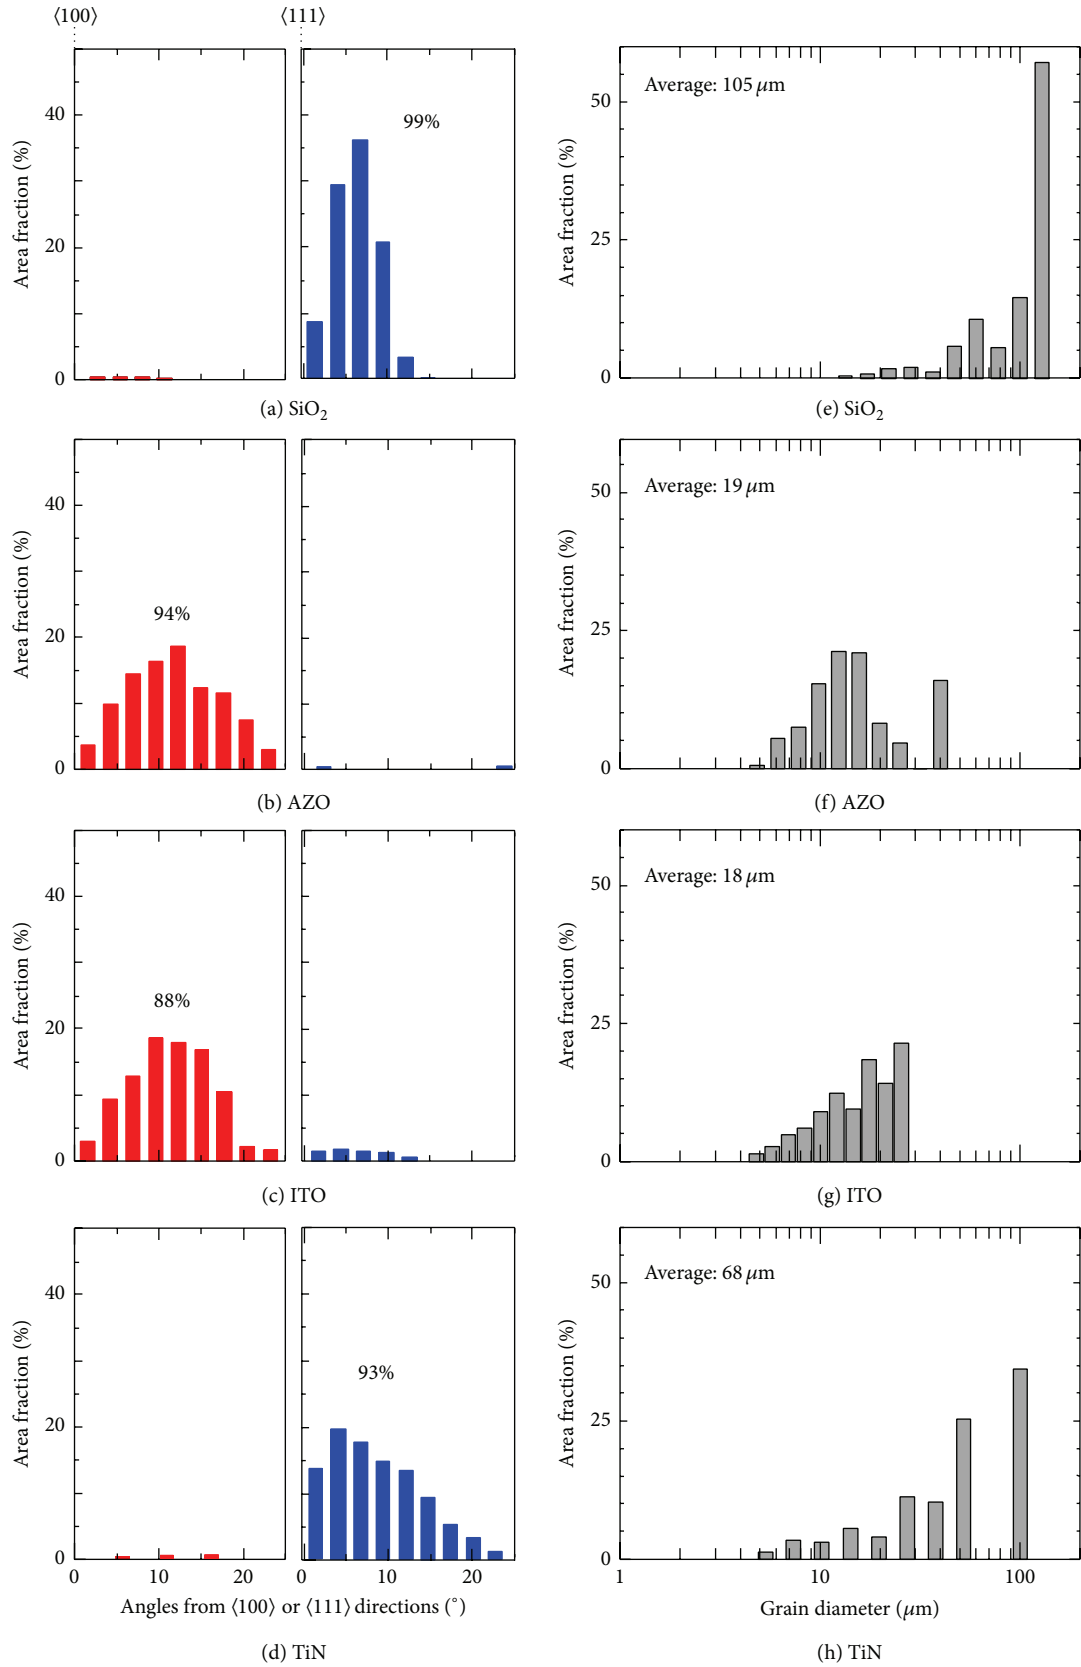 ⟨100⟩ ⟨111⟩
Area fraction (%)
40
20
0
99%
(a) SiO₂
Area fraction (%)
50
25
0
Average: 105 μm
(e) SiO₂
Area fraction (%)
40
20
0
94%
(b) AZO
Area fraction (%)
50
25
0
Average: 19 μm
(f) AZO
Area fraction (%)
40
20
0
88%
(c) ITO
Area fraction (%)
50
25
0
Average: 18 μm
(g) ITO
Area fraction (%)
40
20
0
93%
0 10 20 0 10 20
Angles from ⟨100⟩ or ⟨111⟩ directions (°)
(d) TiN
Area fraction (%)
50
25
0
Average: 68 μm
1 10 100
Grain diameter (μm)
(h) TiN